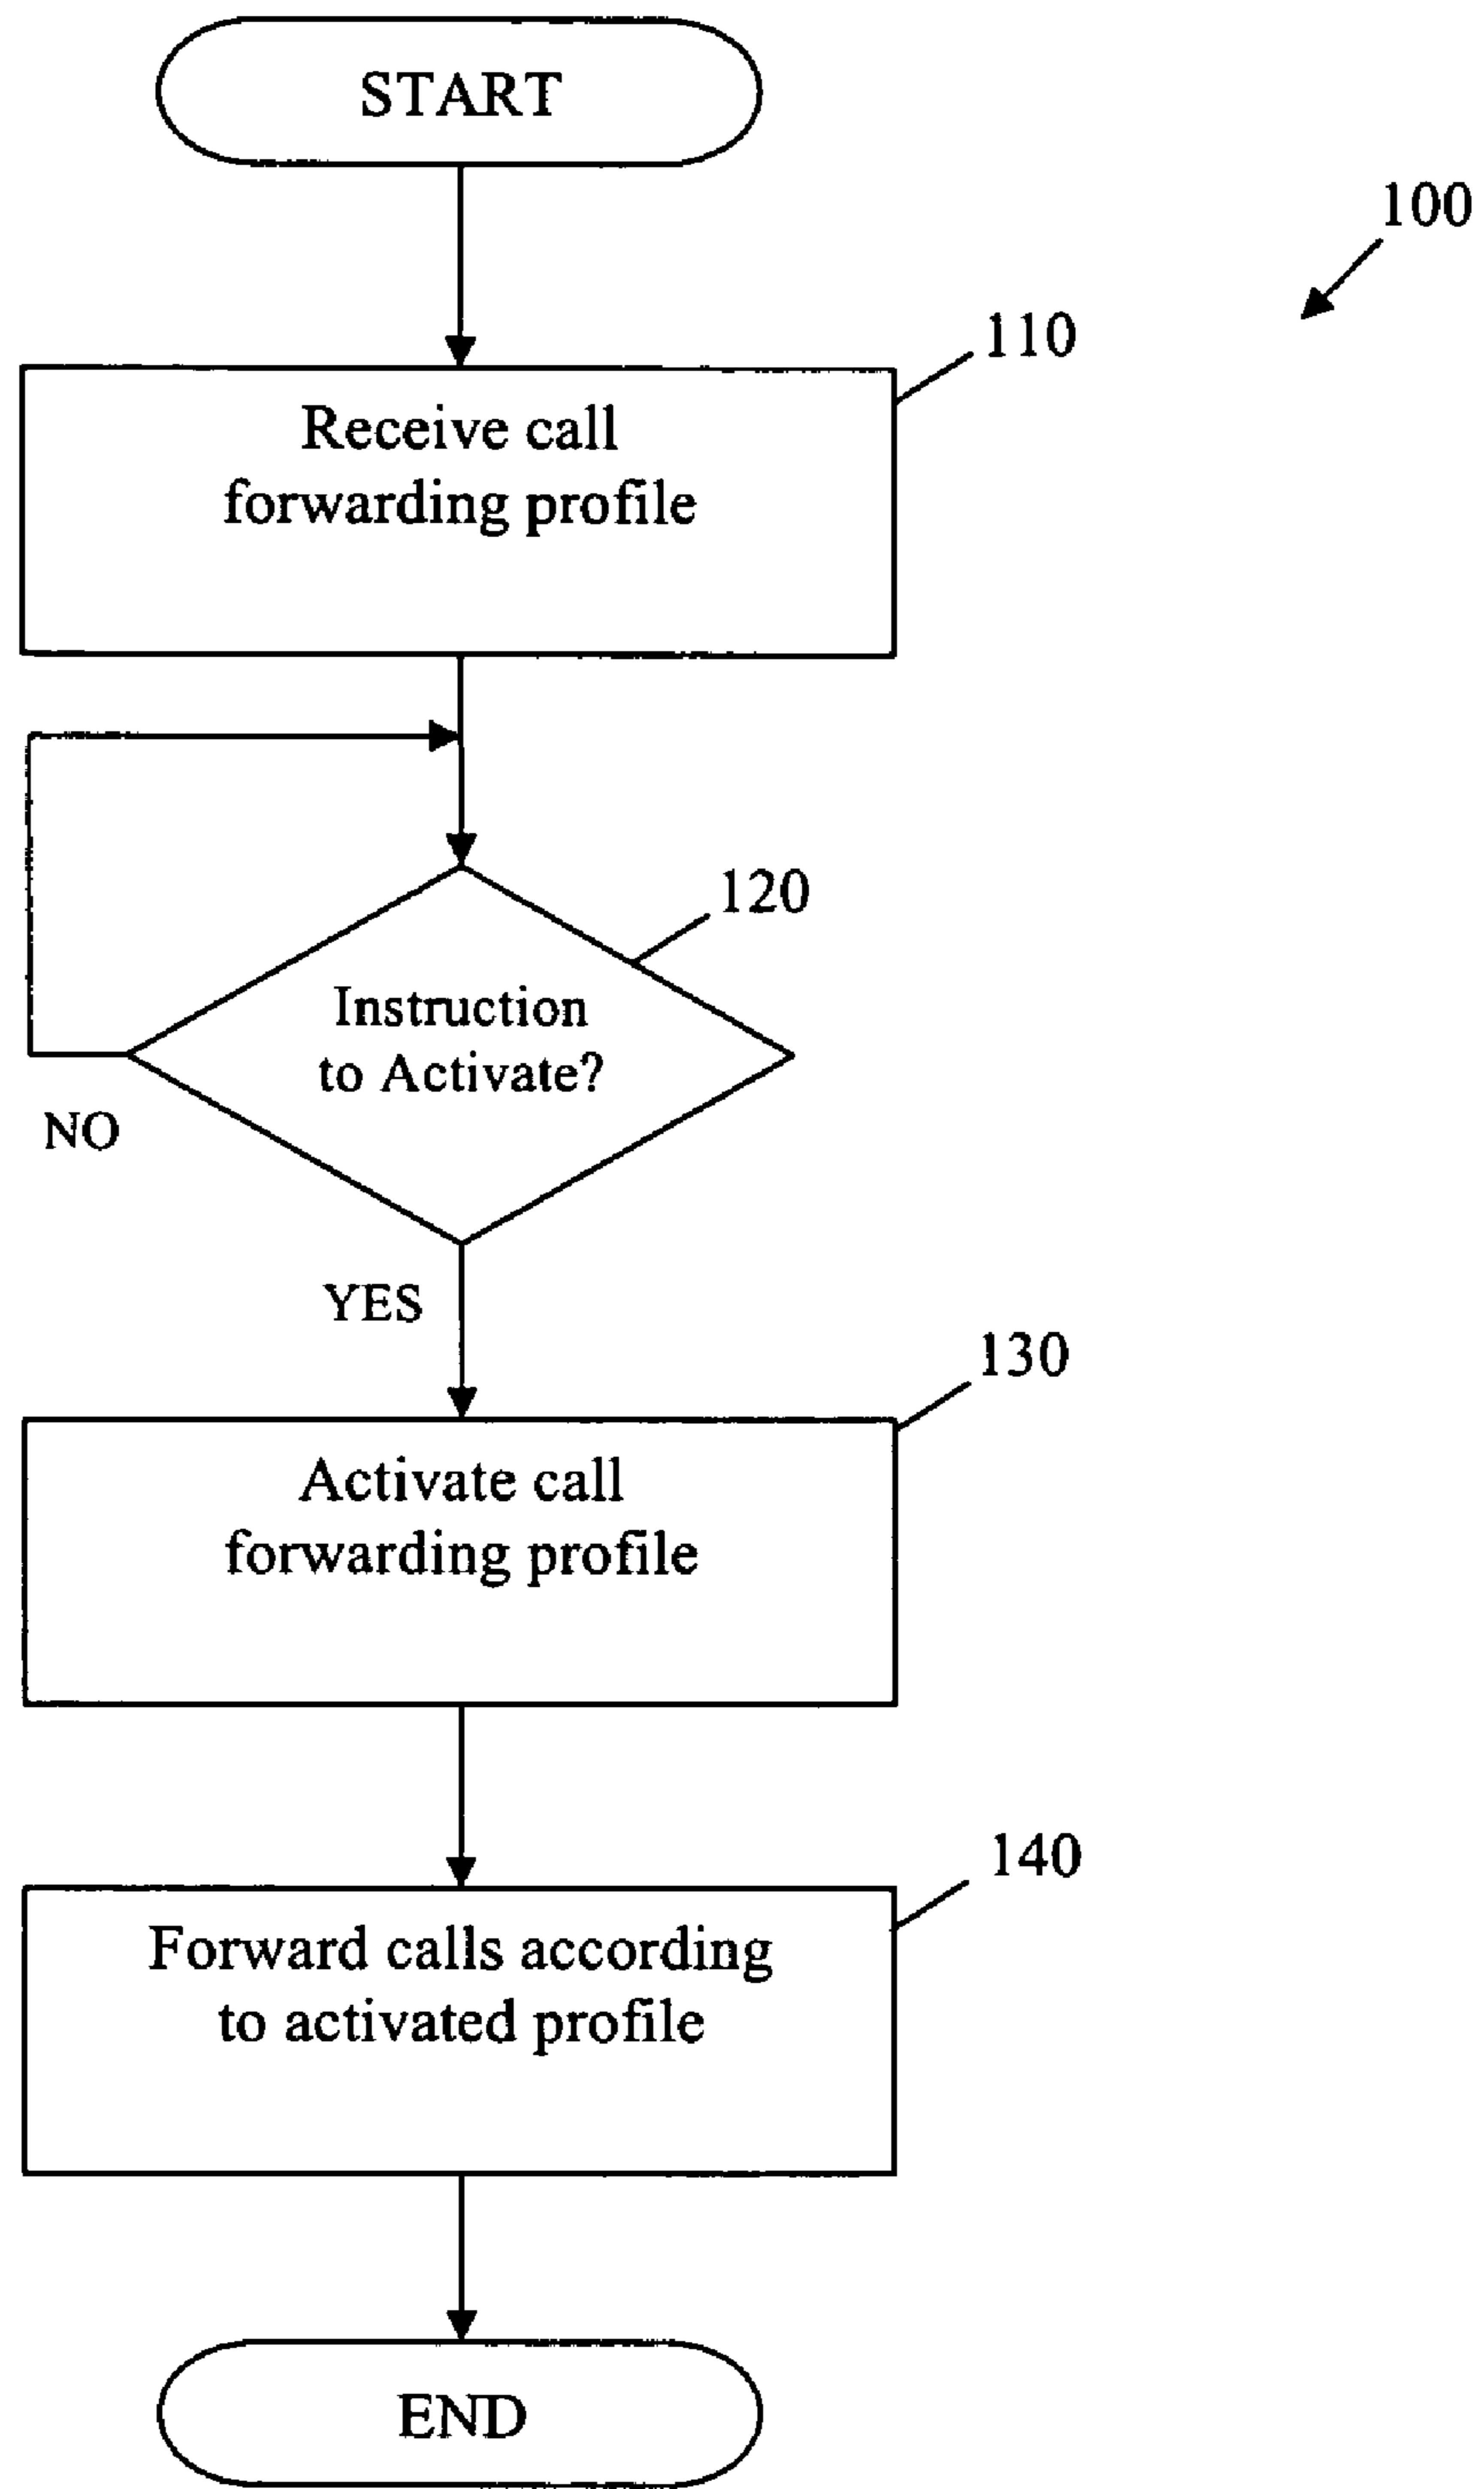 START
100
110
Receive call
forwarding profile
120
Instruction
to Activate?
NO
YES
130
Activate call
forwarding profile
140
Forward calls according
to activated profile
END